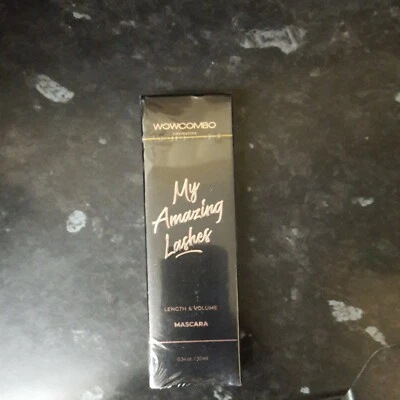 WOWCOMBO
My
Amazing
Lashes
LENGTH & VOLUME
MASCARA